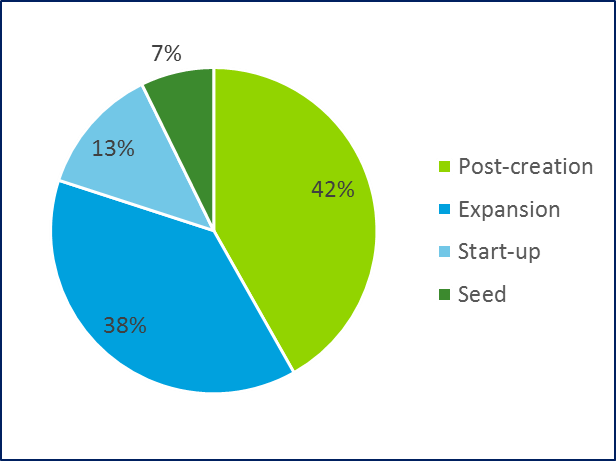 7%
13%
42%
38%
Post-creation
Expansion
Start-up
Seed